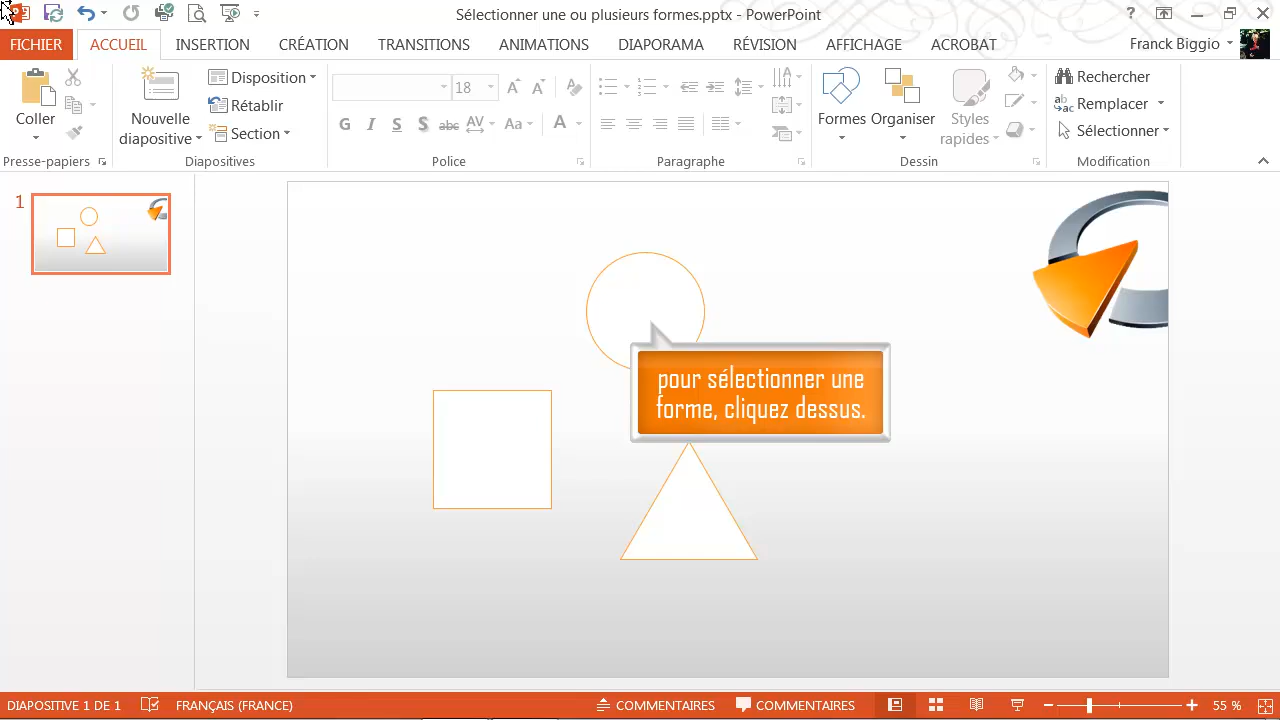 Sélectionner une ou plusieurs formes.pptx - PowerPoint
?
FICHIER ACCUEIL INSERTION CRÉATION TRANSITIONS ANIMATIONS DIAPORAMA RÉVISION AFFICHAGE ACROBAT Franck Biggio
Coller
Presse-papiers
Nouvelle
diapositive
Disposition
Rétablir
Section
Diapositives
18
G I S S abc AV Aa A
Police
Paragraphe
Formes
Organiser
Styles
rapides
Dessin
Rechercher
Remplacer
Sélectionner
Modification
1
pour sélectionner une
forme, cliquez dessus.
DIAPOSITIVE 1 DE 1 FRANÇAIS (FRANCE) COMMENTAIRES COMMENTAIRES 55 %